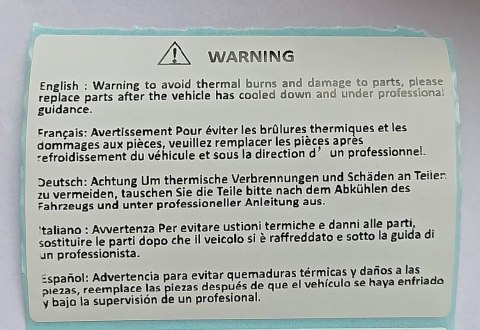 WARNING
English : Warning to avoid thermal burns and damage to parts, please
replace parts after the vehicle has cooled down and under professional
guidance.
Français: Avertissement Pour éviter les brûlures thermiques et les
dommages aux pièces, veuillez remplacer les pièces après
refroidissement du véhicule et sous la direction d’ un professionnel.
Deutsch: Achtung Um thermische Verbrennungen und Schäden an Teilen
zu vermeiden, tauschen Sie die Teile bitte nach dem Abkühlen des
Fahrzeugs und unter professioneller Anleitung aus.
Italiano : Avvertenza Per evitare ustioni termiche e danni alle parti,
sostituire le parti dopo che il veicolo si è raffreddato e sotto la guida di
un professionista.
Español: Advertencia para evitar quemaduras térmicas y daños a las
piezas, reemplace las piezas después de que el vehículo se haya enfriado
y bajo la supervisión de un profesional.